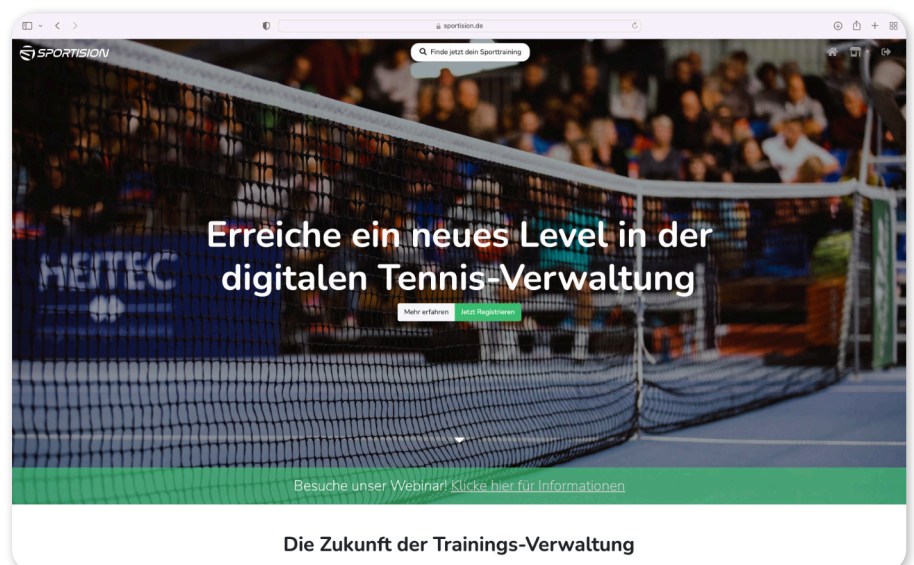 sportision.de
SPORTISION
Finde jetzt dein Sporttraining
HEITEC
Erreiche ein neues Level in der
digitalen Tennis-Verwaltung
Mehr erfahren Jetzt Registrieren
Besuche unser Webinar! Klicke hier für Informationen
Die Zukunft der Trainings-Verwaltung